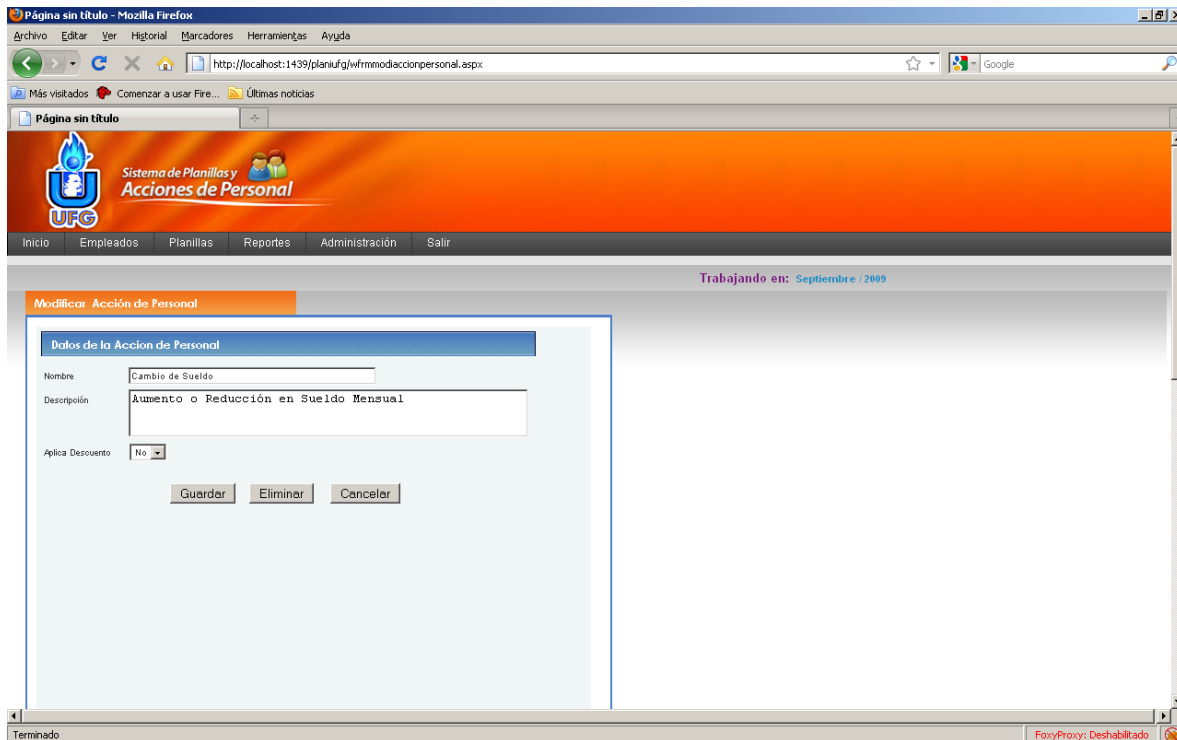 Página sin título - Mozilla Firefox
Archivo Editar Ver Historial Marcadores Herramientas Ayuda
http://localhost:1439/planiufg/wfrmmodiaccionpersonal.aspx
Google
Más visitados Comenzar a usar Fire... Últimas noticias
Página sin título
UFG
Sistema de Planillas y
Acciones de Personal
Inicio Empleados Planillas Reportes Administración Salir
Trabajando en: Septiembre / 2009
Modificar Acción de Personal
Datos de la Accion de Personal
Nombre Cambio de Sueldo
Descripción Aumento o Reducción en Sueldo Mensual
Aplica Descuento No
Guardar Eliminar Cancelar
Terminado FoxyProxy: Deshabilitado